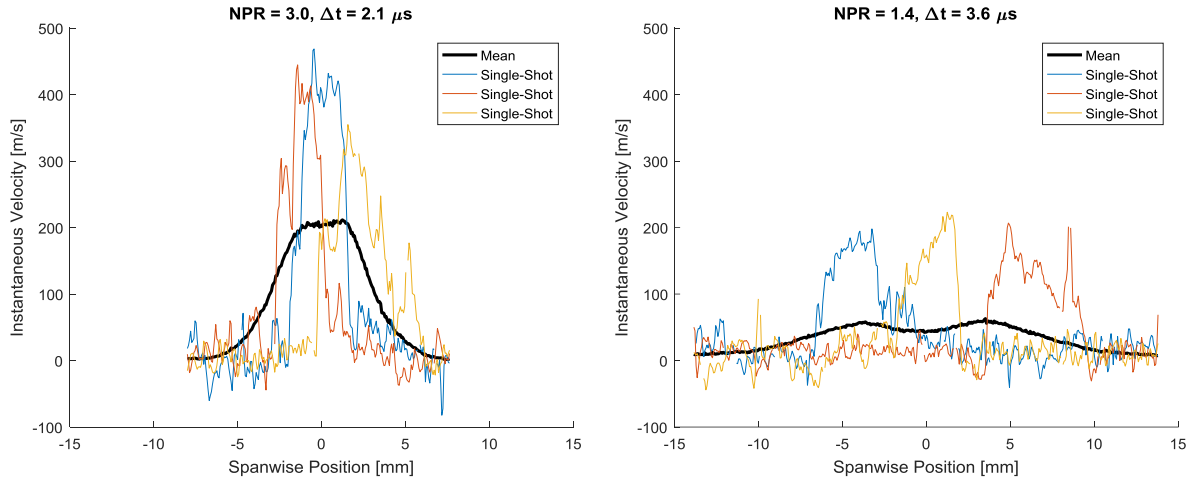 NPR = 3.0, Δt = 2.1 μs
500
400
300
200
100
0
-100
-15
-10
-5
0
5
10
15
Instantaneous Velocity [m/s]
Spanwise Position [mm]
Mean
Single-Shot
Single-Shot
Single-Shot
NPR = 1.4, Δt = 3.6 μs
500
400
300
200
100
0
-100
-15
-10
-5
0
5
10
15
Instantaneous Velocity [m/s]
Spanwise Position [mm]
Mean
Single-Shot
Single-Shot
Single-Shot